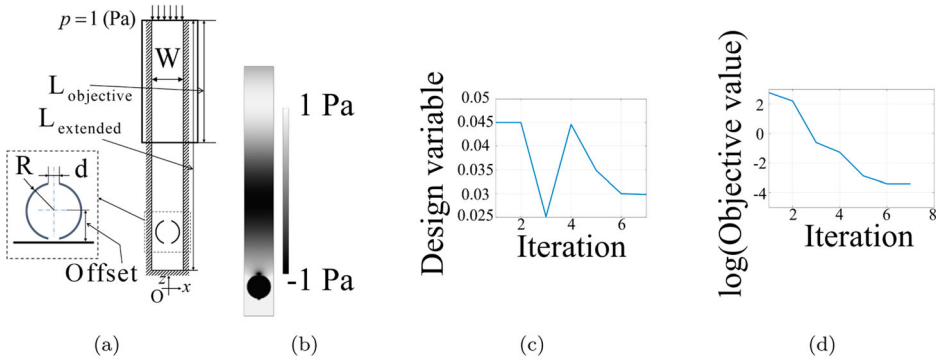 p=1 (Pa)
W
L objective
L extended
R
d
Offset
z
O
x
(a)
1 Pa
-1 Pa
(b)
Design variable
0.05
0.045
0.04
0.035
0.03
0.025
2
4
6
Iteration
(c)
log(Objective value)
2
0
-2
-4
2
4
6
8
Iteration
(d)